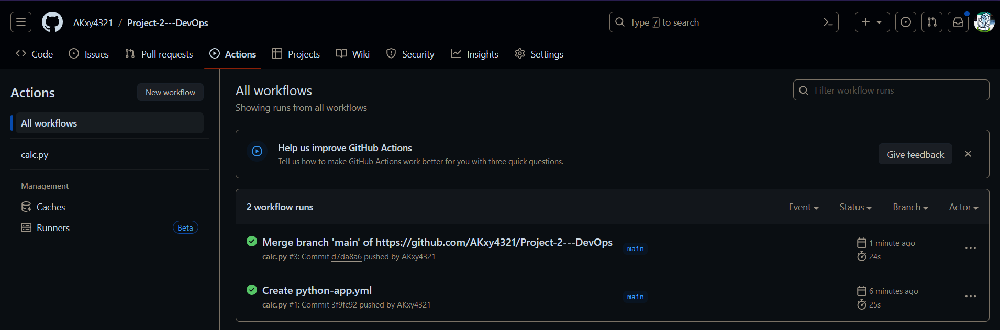 AKxy4321 / Project-2---DevOps
Type / to search
Code
Issues
Pull requests
Actions
Projects
Wiki
Security
Insights
Settings
Actions
New workflow
All workflows
calc.py
Management
Caches
Runners
Beta
All workflows
Showing runs from all workflows
Filter workflow runs
Help us improve GitHub Actions
Tell us how to make GitHub Actions work better for you with three quick questions.
Give feedback
2 workflow runs
Event
Status
Branch
Actor
Merge branch 'main' of https://github.com/AKxy4321/Project-2---DevOps
calc.py #3: Commit d7da8a6 pushed by AKxy4321
main
1 minute ago
24s
Create python-app.yml
calc.py #1: Commit 3f9fc92 pushed by AKxy4321
main
6 minutes ago
25s